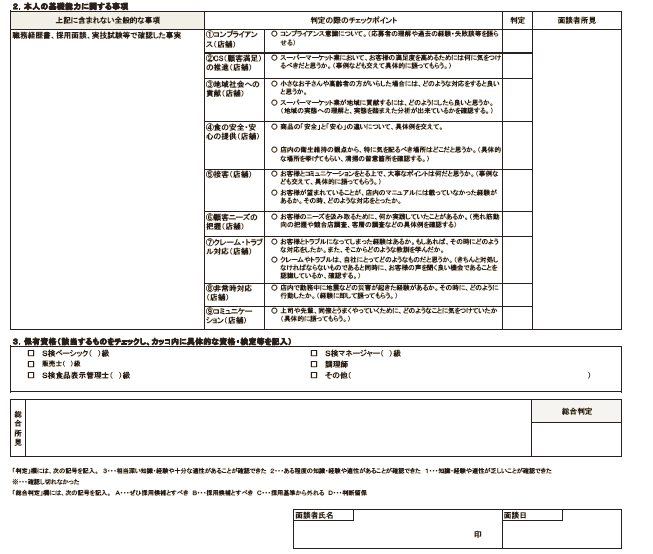 ２．本人の基礎能力に関する事項
上記に含まれない全般的な事項
判定の際のチェックポイント
判定
面談者所見
職務経歴書、採用面談、実技試験等で確認した事実
①コンプライアン
ス（店舗）
○ コンプライアンス意識について。（応募者の理解や過去の経験・失敗談等を語ら
せる）
②CS（顧客満足）
の推進（店舗）
○ スーパーマーケット業において、お客様の満足度を高めるためには何に気をつけ
るべきだと思うか。（事例なども交えて具体的に語ってもらう。）
③地域社会への
貢献（店舗）
○ 小さなお子さんや高齢者の方がいらした場合には、どのような対応をすると良い
と思うか。
○ スーパーマーケット業が地域に貢献するには、どのようにしたら良いと思うか。
（地域の実態への理解と、実態を踏まえた分析が出来ているかを確認する。）
④食の安全・安
心の提供（店舗）
○ 商品の「安全」と「安心」の違いについて、具体例を交えて。
○ 店内の衛生維持の観点から、特に気を配るべき場所はどこだと思うか。（具体的
な場所を挙げてもらい、清掃の留意箇所を確認する。）
⑤接客（店舗）
○ お客様とコミュニケーションをとる上で、大事なポイントは何だと思うか。（事例な
ども交えて、具体的に語ってもらう。）
○ お客様が望まれていることが、店内のマニュアルには載っていなかった経験が
あるか。その時、どのような対応をとったか。
⑥顧客ニーズの
把握（店舗）
○ お客様のニーズを汲み取るために、何か実践していたことがあるか。（売れ筋動
向の把握や競合店調査、客層の調査などの具体例を確認する）
⑦クレーム・トラブ
ル対応（店舗）
○ お客様とトラブルになってしまった経験はあるか。もしあれば、その時にどのよう
な対応をしたか。また、そこからどのような教訓を学んだか。
○ クレームやトラブルは、自社にとってどのようなものだと思うか。（きちんと対処し
なければならないものであると同時に、お客様の声を聞く良い機会であることを
認識しているか、確認する。）
⑧非常時対応
（店舗）
○ 店内で勤務中に地震などの災害が起きた経験があるか。その時に、どのように
行動したか。（経験に即して語ってもらう。）
⑨コミュニケー
ション（店舗）
○ 上司や先輩、同僚とうまくやっていくために、どのようなことに気をつけていたか
（具体的に語ってもらう。）
３．保有資格（該当するものをチェックし、カッコ内に具体的な資格・検定等を記入）
□ S検ベーシック（ ）級
□ S検マネージャー（ ）級
□ 販売士（ ）級
□ 調理師
□ S検食品表示管理士（ ）級
□ その他（ ）
総合所見
総合判定
「判定」欄には、次の記号を記入。 ３・・・相当深い知識・経験や十分な適性があることが確認できた ２・・・ある程度の知識・経験や適性があることが確認できた １・・・知識・経験や適性が乏しいことが確認できた
※・・・確認し切れなかった
「総合判定」欄には、次の記号を記入。 A・・・ぜひ採用候補とすべき B・・・採用候補とすべき C・・・採用基準から外れる D・・・判断留保
面談者氏名
面談日
印